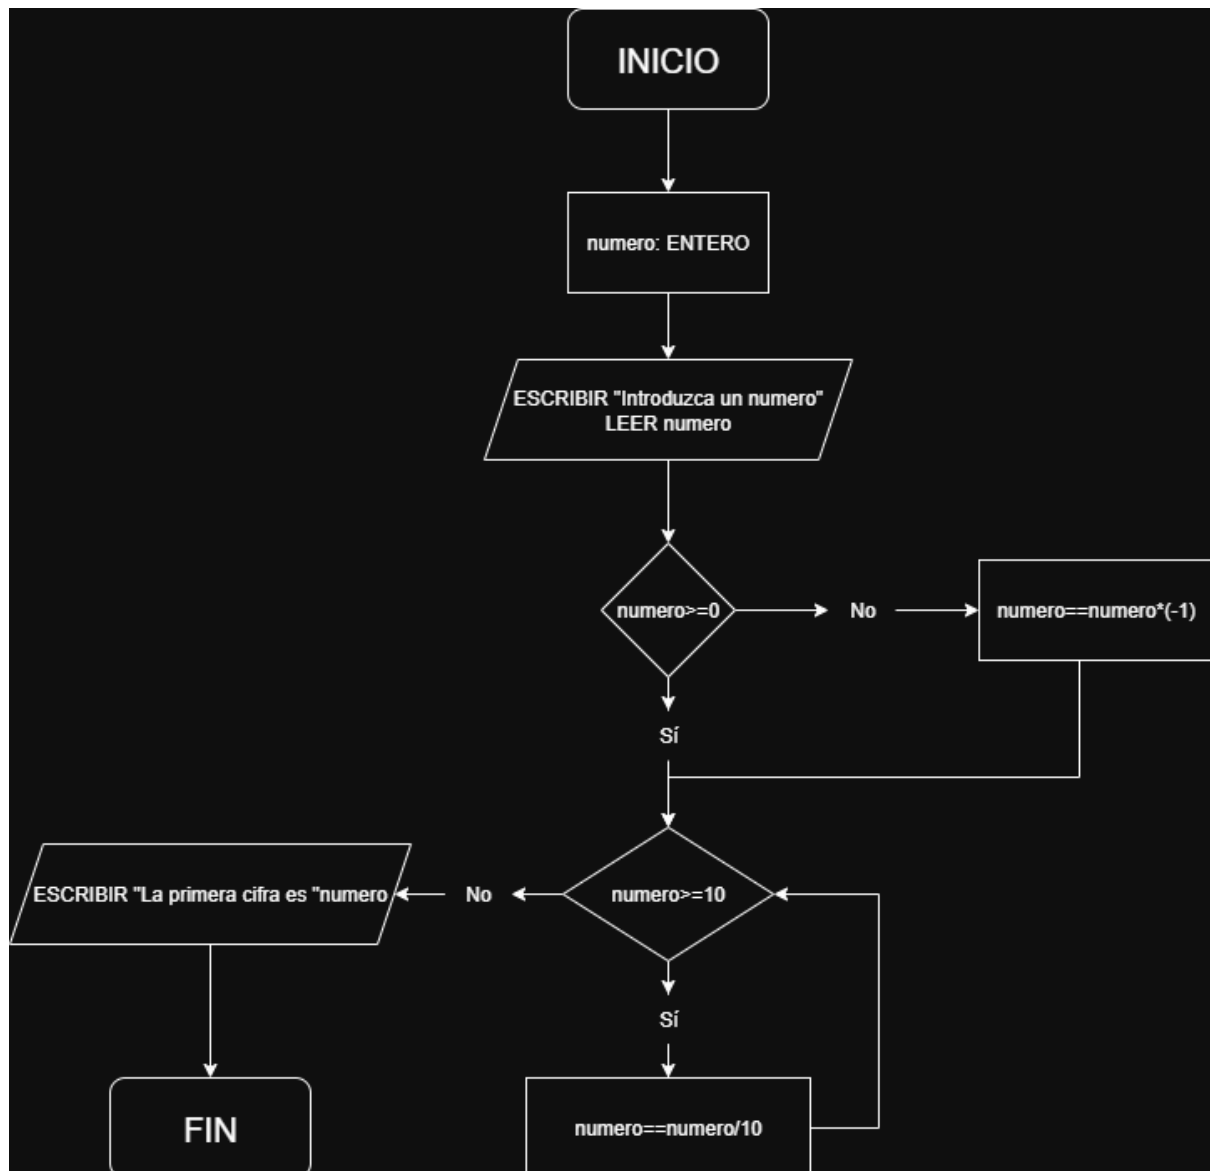 INICIO
numero: ENTERO
ESCRIBIR "Introduzca un numero"
LEER numero
numero>=0
No
numero==numero*(-1)
Sí
numero>=10
No
ESCRIBIR "La primera cifra es "numero
Sí
numero==numero/10
FIN